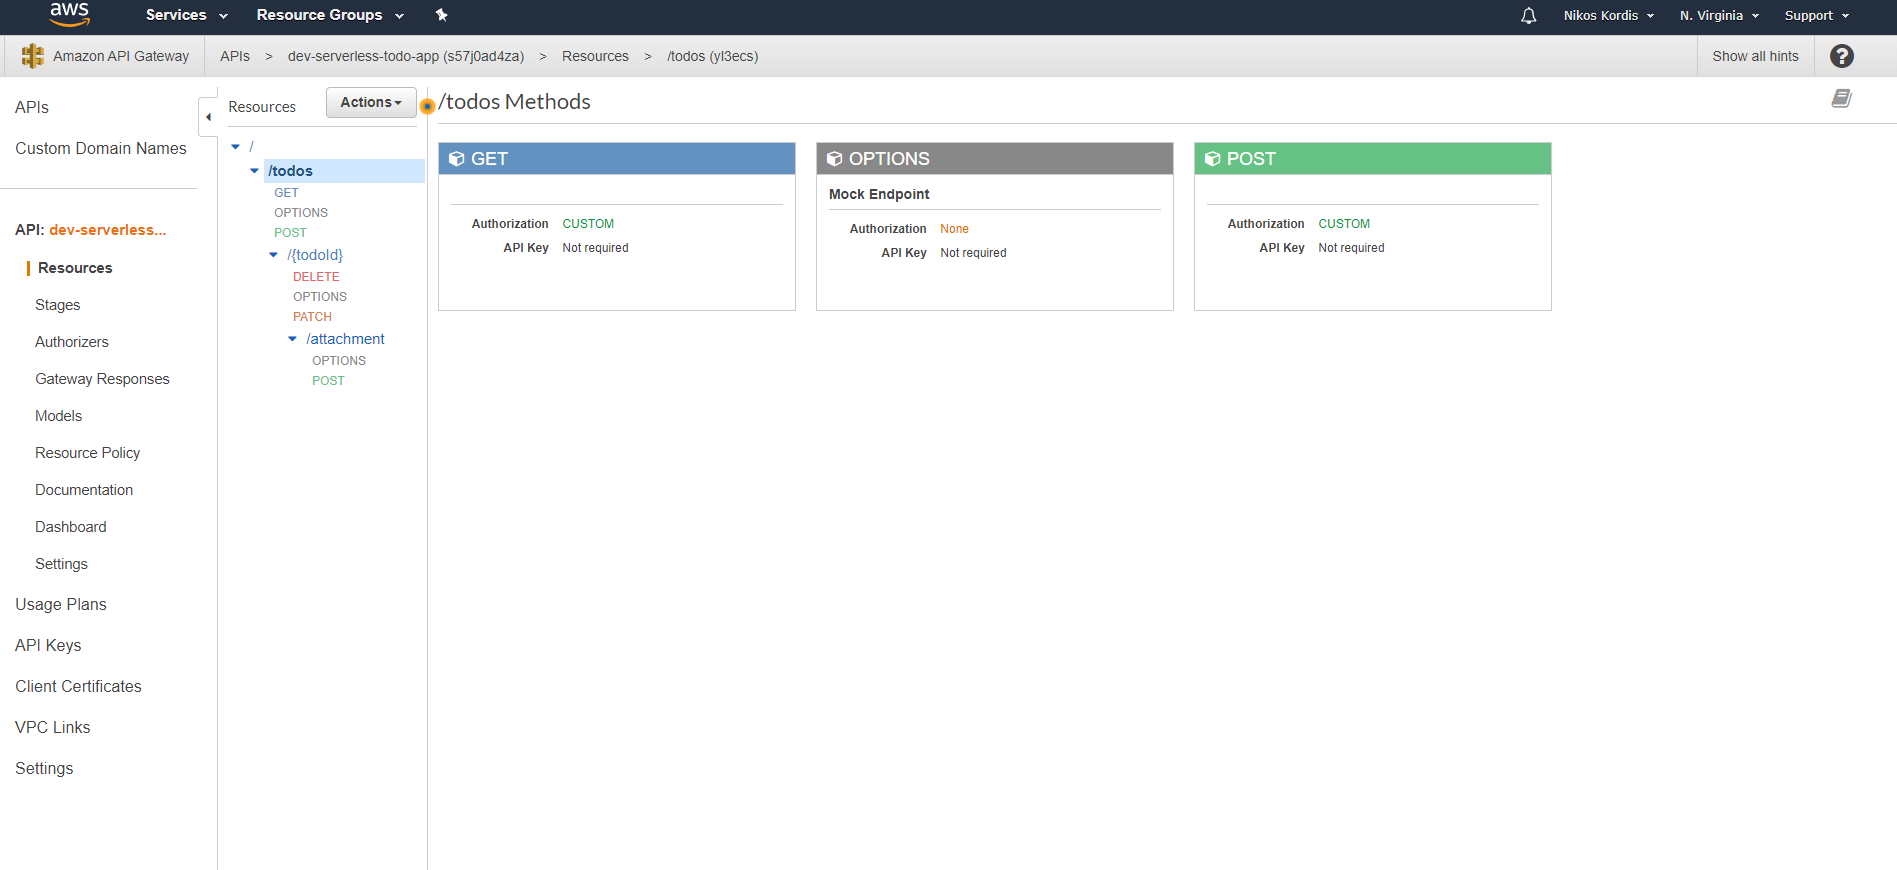 aws
Services
Resource Groups
Nikos Kordis
N. Virginia
Support
Amazon API Gateway
APIs > dev-serverless-todo-app (s57j0ad4za) > Resources > /todos (yl3ecs)
Show all hints
?
APIs
Custom Domain Names
API: dev-serverless...
Resources
Stages
Authorizers
Gateway Responses
Models
Resource Policy
Documentation
Dashboard
Settings
Usage Plans
API Keys
Client Certificates
VPC Links
Settings
Resources
Actions
/
/todos
GET
OPTIONS
POST
/{todoId}
DELETE
OPTIONS
PATCH
/attachment
OPTIONS
POST
/todos Methods
GET
Authorization CUSTOM
API Key Not required
OPTIONS
Mock Endpoint
Authorization None
API Key Not required
POST
Authorization CUSTOM
API Key Not required